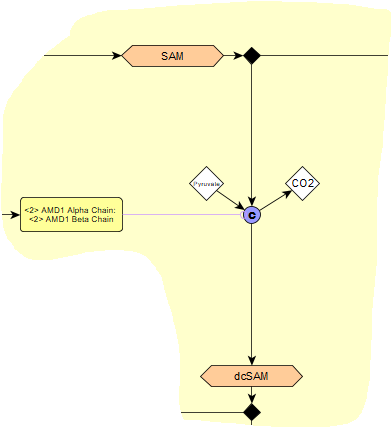 SAM
Pyruvate
CO2
<2> AMD1 Alpha Chain:
<2> AMD1 Beta Chain
C
dcSAM